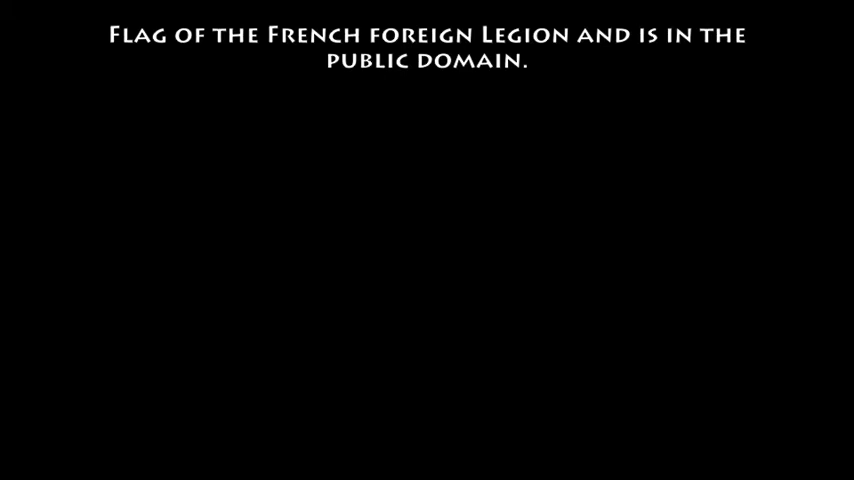 Flag of the French foreign Legion and is in the
public domain.